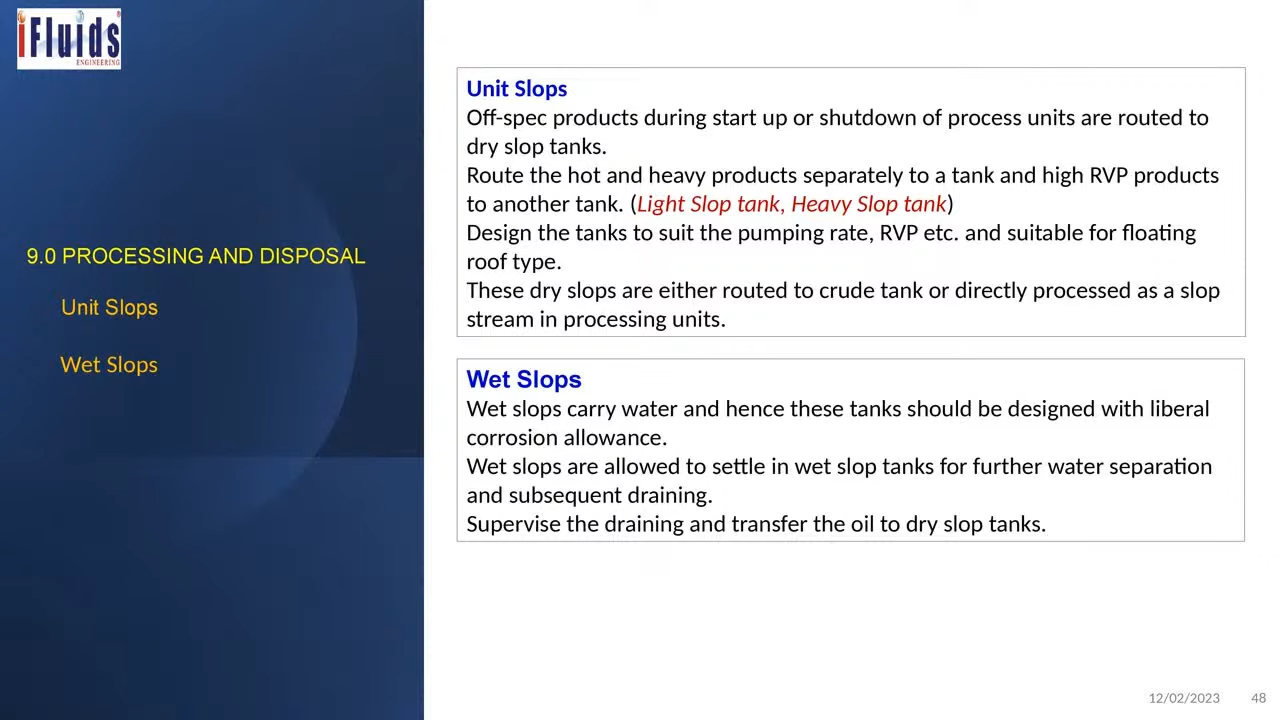 iFluids
ENGINEERING
9.0 PROCESSING AND DISPOSAL
Unit Slops
Wet Slops
Unit Slops
Off-spec products during start up or shutdown of process units are routed to
dry slop tanks.
Route the hot and heavy products separately to a tank and high RVP products
to another tank. (Light Slop tank, Heavy Slop tank)
Design the tanks to suit the pumping rate, RVP etc. and suitable for floating
roof type.
These dry slops are either routed to crude tank or directly processed as a slop
stream in processing units.
Wet Slops
Wet slops carry water and hence these tanks should be designed with liberal
corrosion allowance.
Wet slops are allowed to settle in wet slop tanks for further water separation
and subsequent draining.
Supervise the draining and transfer the oil to dry slop tanks.
12/02/2023 48